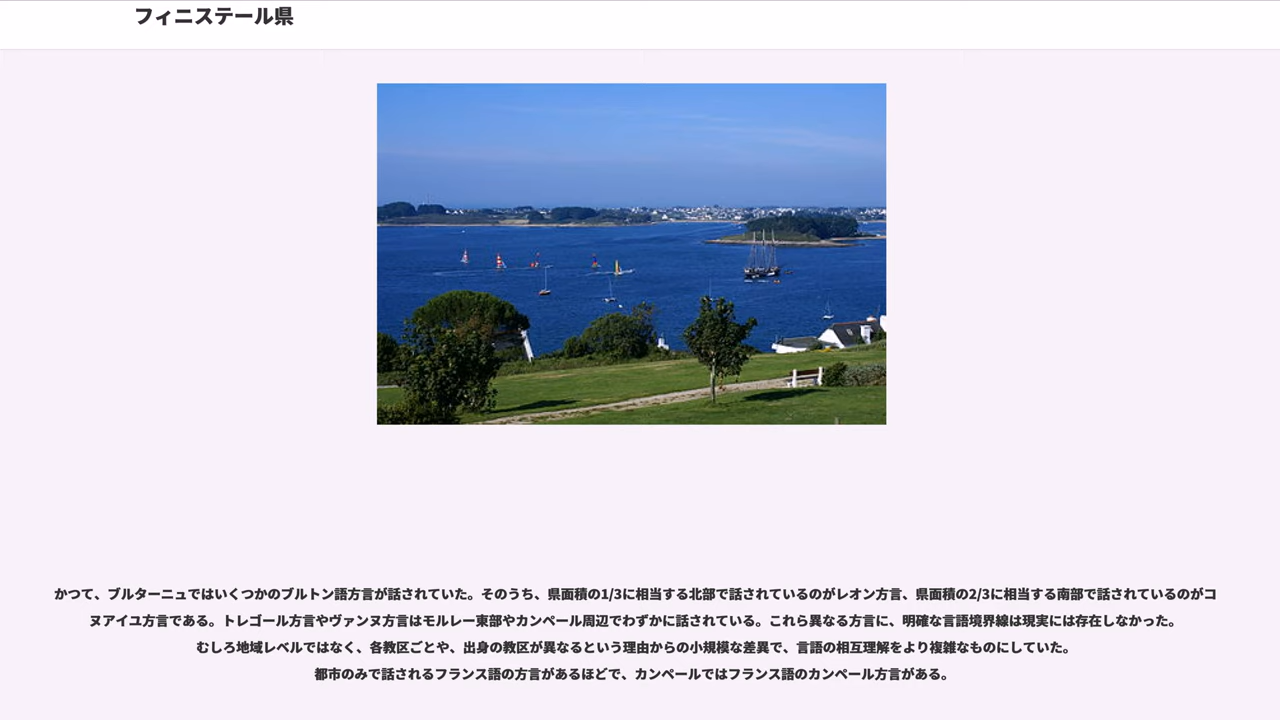 フィニステール県
かつて、ブルターニュではいくつかのブルトン語方言が話されていた。そのうち、県面積の1/3に相当する北部で話されているのがレオン方言、県面積の2/3に相当する南部で話されているのがコ
ヌアイユ方言である。トレゴール方言やヴァンヌ方言はモルレー東部やカンペール周辺でわずかに話されている。これら異なる方言に、明確な言語境界線は現実には存在しなかった。
むしろ地域レベルではなく、各教区ごとや、出身の教区が異なるという理由からの小規模な差異で、言語の相互理解をより複雑なものにしていた。
都市のみで話されるフランス語の方言があるほどで、カンペールではフランス語のカンペール方言がある。